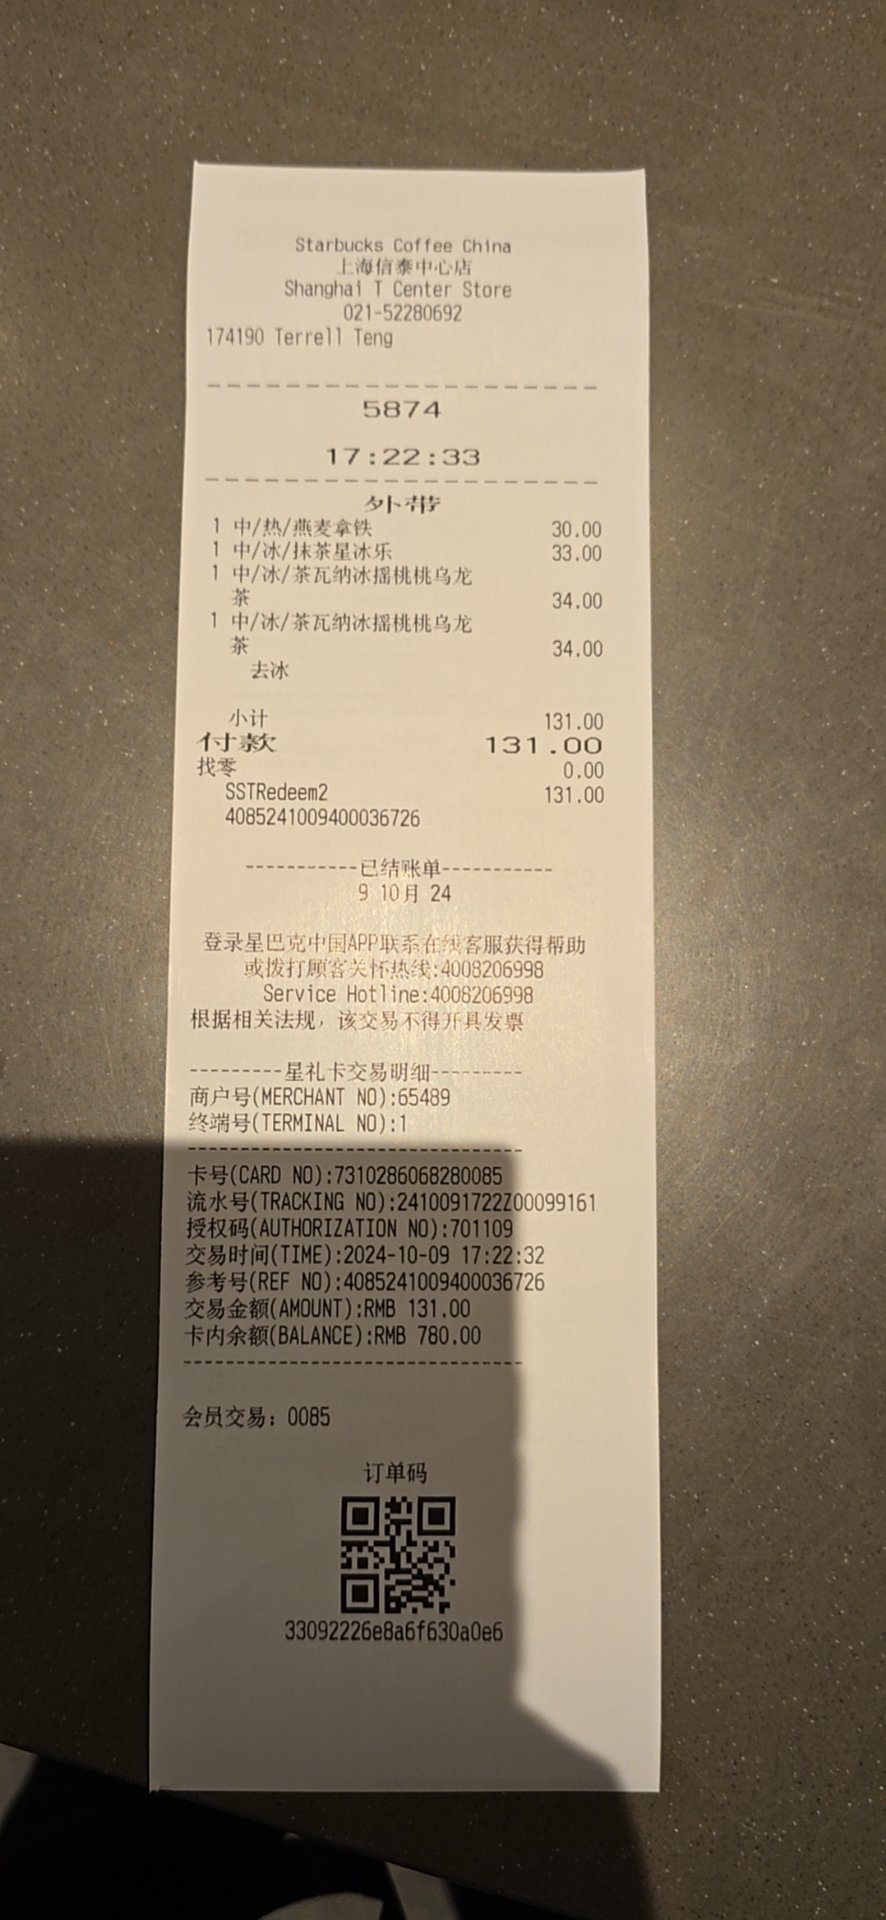 Starbucks Coffee China
上海信泰中心店
Shanghai T Center Store
021-52280692
174190 Terrell Teng
--------------------
5874
17:22:33
--------------------
外带
1 中/热/燕麦拿铁 30.00
1 中/冰/抹茶星冰乐 33.00
1 中/冰/茶瓦纳冰摇桃桃乌龙
茶 34.00
1 中/冰/茶瓦纳冰摇桃桃乌龙
茶 34.00
去冰
小计 131.00
付款 131.00
找零 0.00
SSTRedeem2 131.00
4085241009400036726
-----------已结账单-----------
9 10月 24
登录星巴克中国APP联系在线客服获得帮助
或拨打顾客关怀热线:4008206998
Service Hotline:4008206998
根据相关法规，该交易不得开具发票
---------星礼卡交易明细---------
商户号(MERCHANT NO):65489
终端号(TERMINAL NO):1
--------------------------------
卡号(CARD NO):7310286068280085
流水号(TRACKING NO):2410091722Z00099161
授权码(AUTHORIZATION NO):701109
交易时间(TIME):2024-10-09 17:22:32
参考号(REF NO):4085241009400036726
交易金额(AMOUNT):RMB 131.00
卡内余额(BALANCE):RMB 780.00
--------------------------------
会员交易：0085
订单码
33092226e8a6f630a0e6